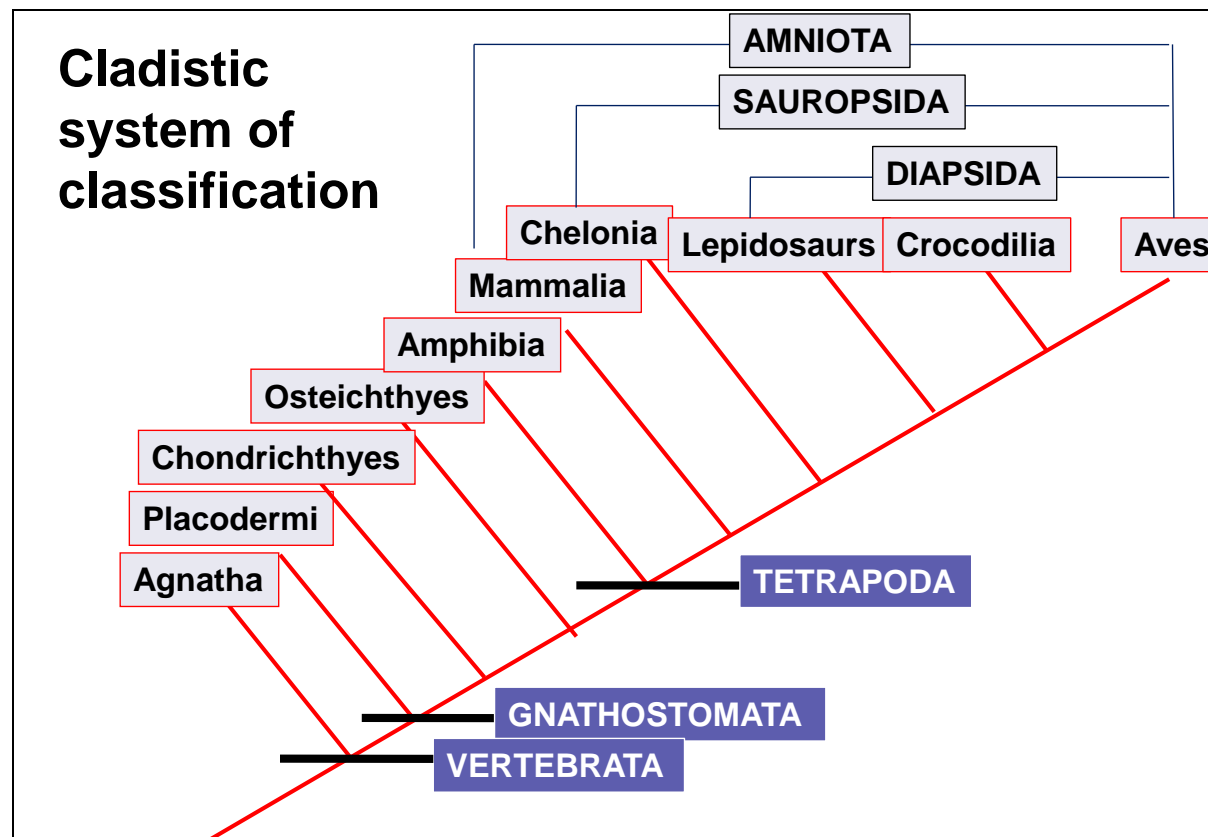 Cladistic
system of
classification
AMNIOTA
SAUROPSIDA
DIAPSIDA
Chelonia
Lepidosaurs
Crocodilia
Aves
Mammalia
Amphibia
Osteichthyes
Chondrichthyes
Placodermi
Agnatha
TETRAPODA
GNATHOSTOMATA
VERTEBRATA